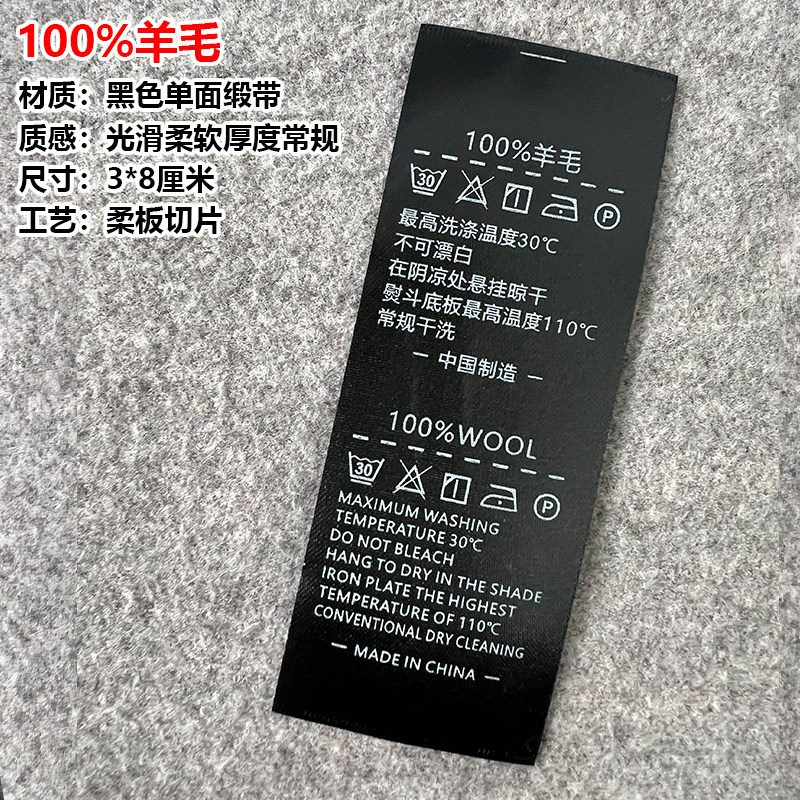 100%羊毛
材质：黑色单面缎带
质感：光滑柔软厚度常规
尺寸：3*8厘米
工艺：柔板切片
100%羊毛
30
P
最高洗涤温度30℃
不可漂白
在阴凉处悬挂晾干
熨斗底板最高温度110℃
常规干洗
— 中国制造 —
100%WOOL
30
P
MAXIMUM WASHING
TEMPERATURE 30℃
DO NOT BLEACH
HANG TO DRY IN THE SHADE
IRON PLATE THE HIGHEST
TEMPERATURE OF 110℃
CONVENTIONAL DRY CLEANING
— MADE IN CHINA —